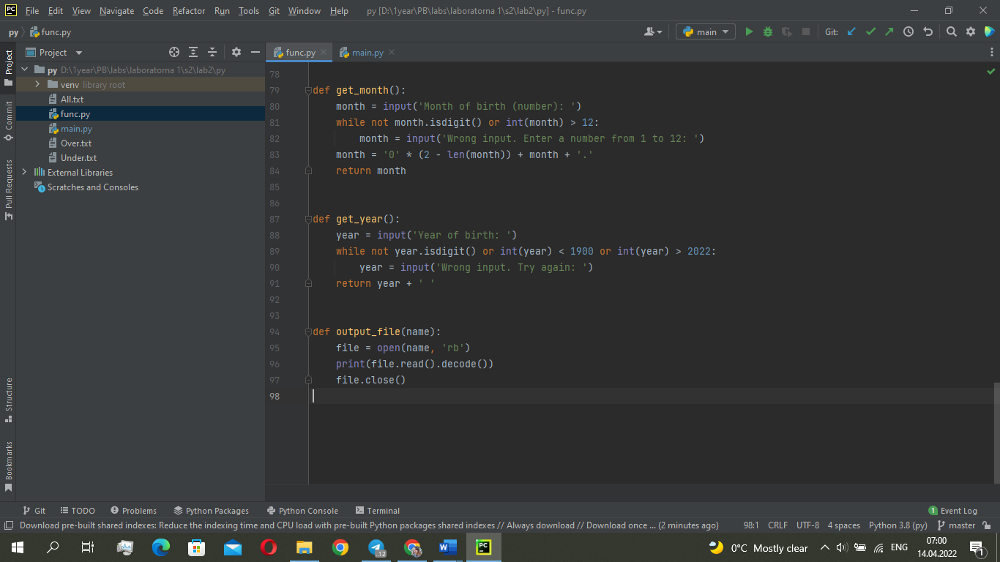 PC File Edit View Navigate Code Refactor Run Tools Git Window Help py [D:\1year\PB\labs\laboratorna 1\s2\lab2\py] - func.py
py func.py main Git:
Project func.py main.py
Project
Commit
Pull Requests
Structure
Bookmarks
py D:\1year\PB\labs\laboratorna 1\s2\lab2\py
venv library root
All.txt
func.py
main.py
Over.txt
Under.txt
External Libraries
Scratches and Consoles
78
79 def get_month():
80 month = input('Month of birth (number): ')
81 while not month.isdigit() or int(month) > 12:
82 month = input('Wrong input. Enter a number from 1 to 12: ')
83 month = '0' * (2 - len(month)) + month + '.'
84 return month
85
86
87 def get_year():
88 year = input('Year of birth: ')
89 while not year.isdigit() or int(year) < 1900 or int(year) > 2022:
90 year = input('Wrong input. Try again: ')
91 return year + ' '
92
93
94 def output_file(name):
95 file = open(name, 'rb')
96 print(file.read().decode())
97 file.close()
98
Git TODO Problems Python Packages Python Console Terminal 1 Event Log
Download pre-built shared indexes: Reduce the indexing time and CPU load with pre-built Python packages shared indexes // Always download // Download once ... (2 minutes ago) 98:1 CRLF UTF-8 4 spaces Python 3.8 (py) master
.12 W PC 0°C Mostly clear ENG 07:00 1
14.04.2022